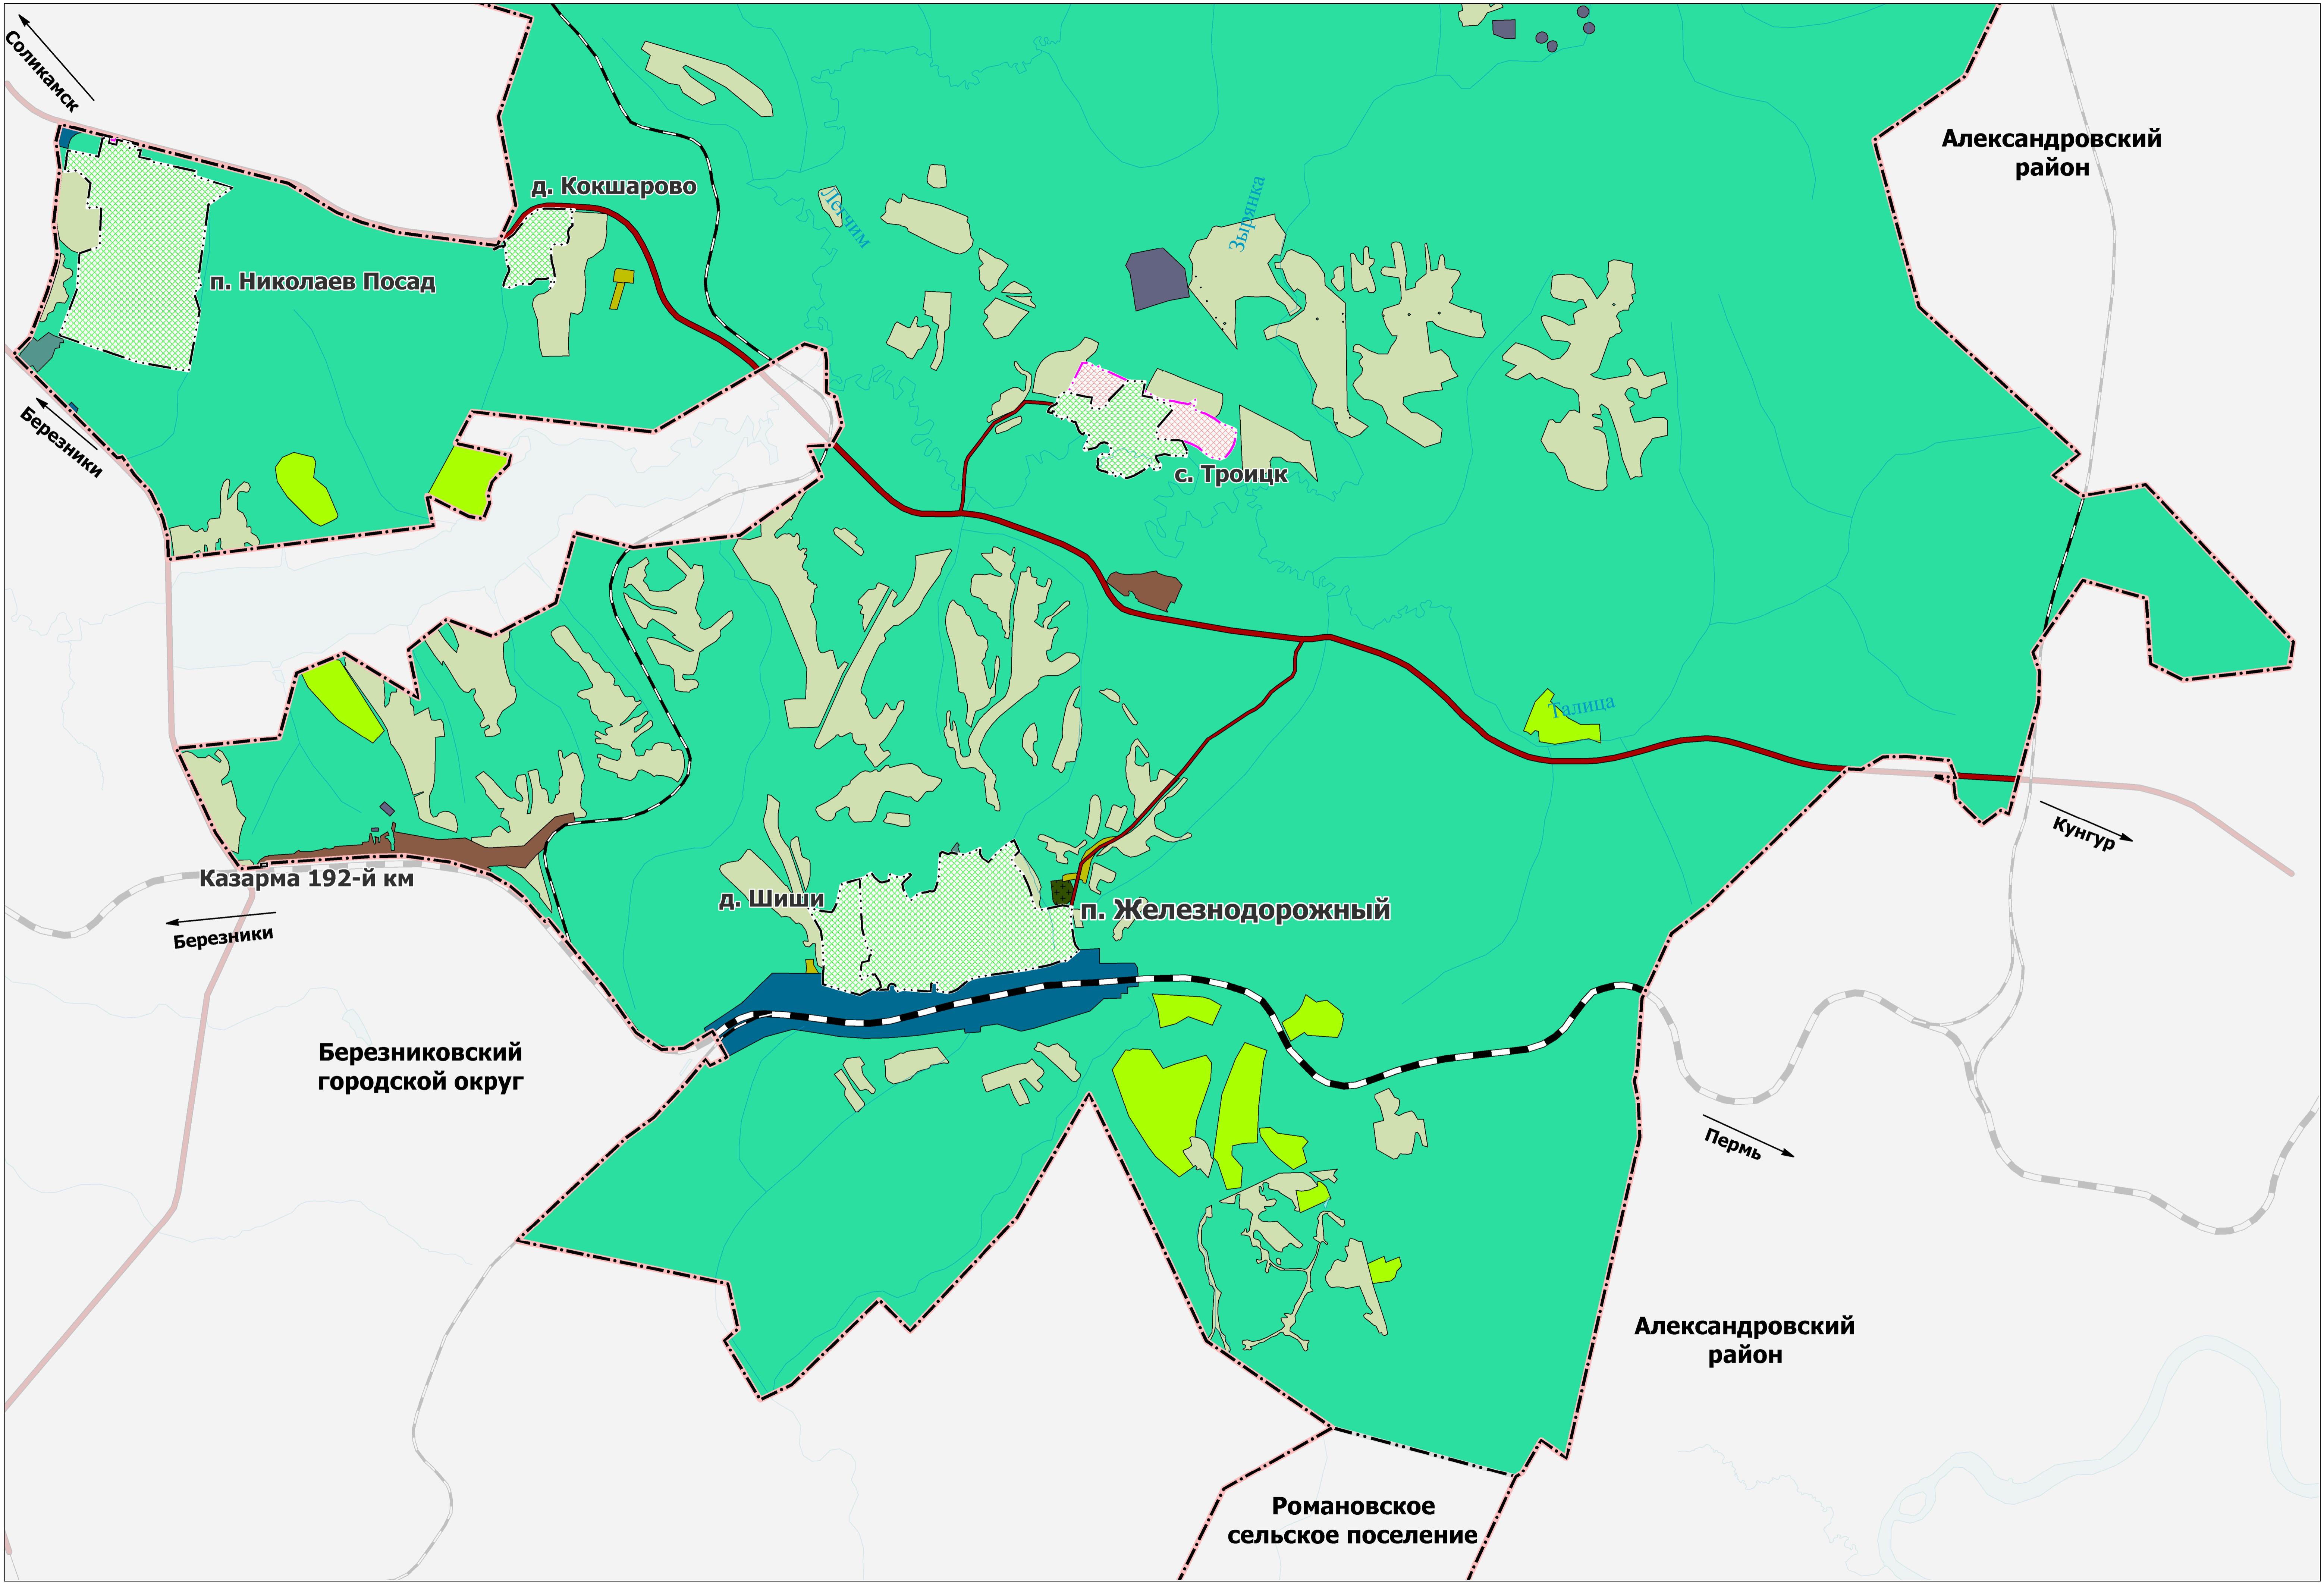 Соликамск
Александровский
район
д. Кокшарово
Легчим
Зырянка
п. Николаев Посад
Березники
с. Троицк
Талица
Кунгур
Казарма 192-й км
д. Шиши
п. Железнодорожный
Березники
Березниковский
городской округ
Пермь
Александровский
район
Романовское
сельское поселение